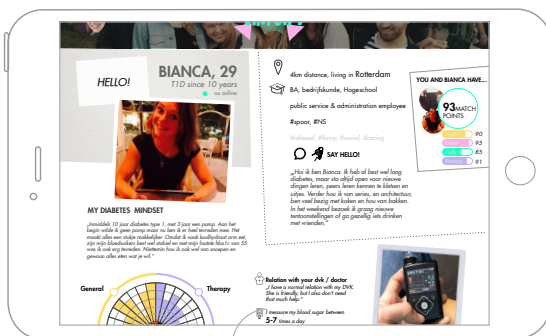 HELLO!
BIANCA, 29
T1D since 10 years
nu online
4km distance, living in Rotterdam
BA, bedrijfskunde, Hogeschool
public service & administration employee
#spoor, #NS
#relaxed, #funny, #social, #caring
SAY HELLO!
„Hoi ik ben Bianca. Ik heb al best wel lang
diabetes, maar sta altijd open voor nieuwe
dingen leren, peers leren kennen te kletsen en
uitjes. Verder hou ik van series, en architectuur,
ben veel bezig met koken en hou van bakken.
In het weekend bezoek ik graag nieuwe
tentoonstellingen of ga gezellig iets drinken
met vrienden.“
YOU AND BIANCA HAVE...
93 MATCH
POINTS
90
95
85
91
MY DIABETES MINDSET
„Inmiddels 10 jaar diabetes type 1, met 3 jaar een pomp. Aan het
begin wilde ik geen pomp maar nu ben ik er heel tevreden mee. Het
maakt alles een stukje makkelijker. Omdat ik vaak koolhydraat arm eet,
zijn mijn bloedsuikers best wel stabiel en met mijn laatste hba1c van 55
was ik ook erg tevreden. Niettemin hou ik ook wel van snoepen en
gewoon alles eten wat je wil.“
General
Therapy
Relation with your dvk / doctor
„I have a normal relation with my DVK.
She is friendly, but I also don't need
that much help.“
I measure my blood sugar between
5-7 times a day